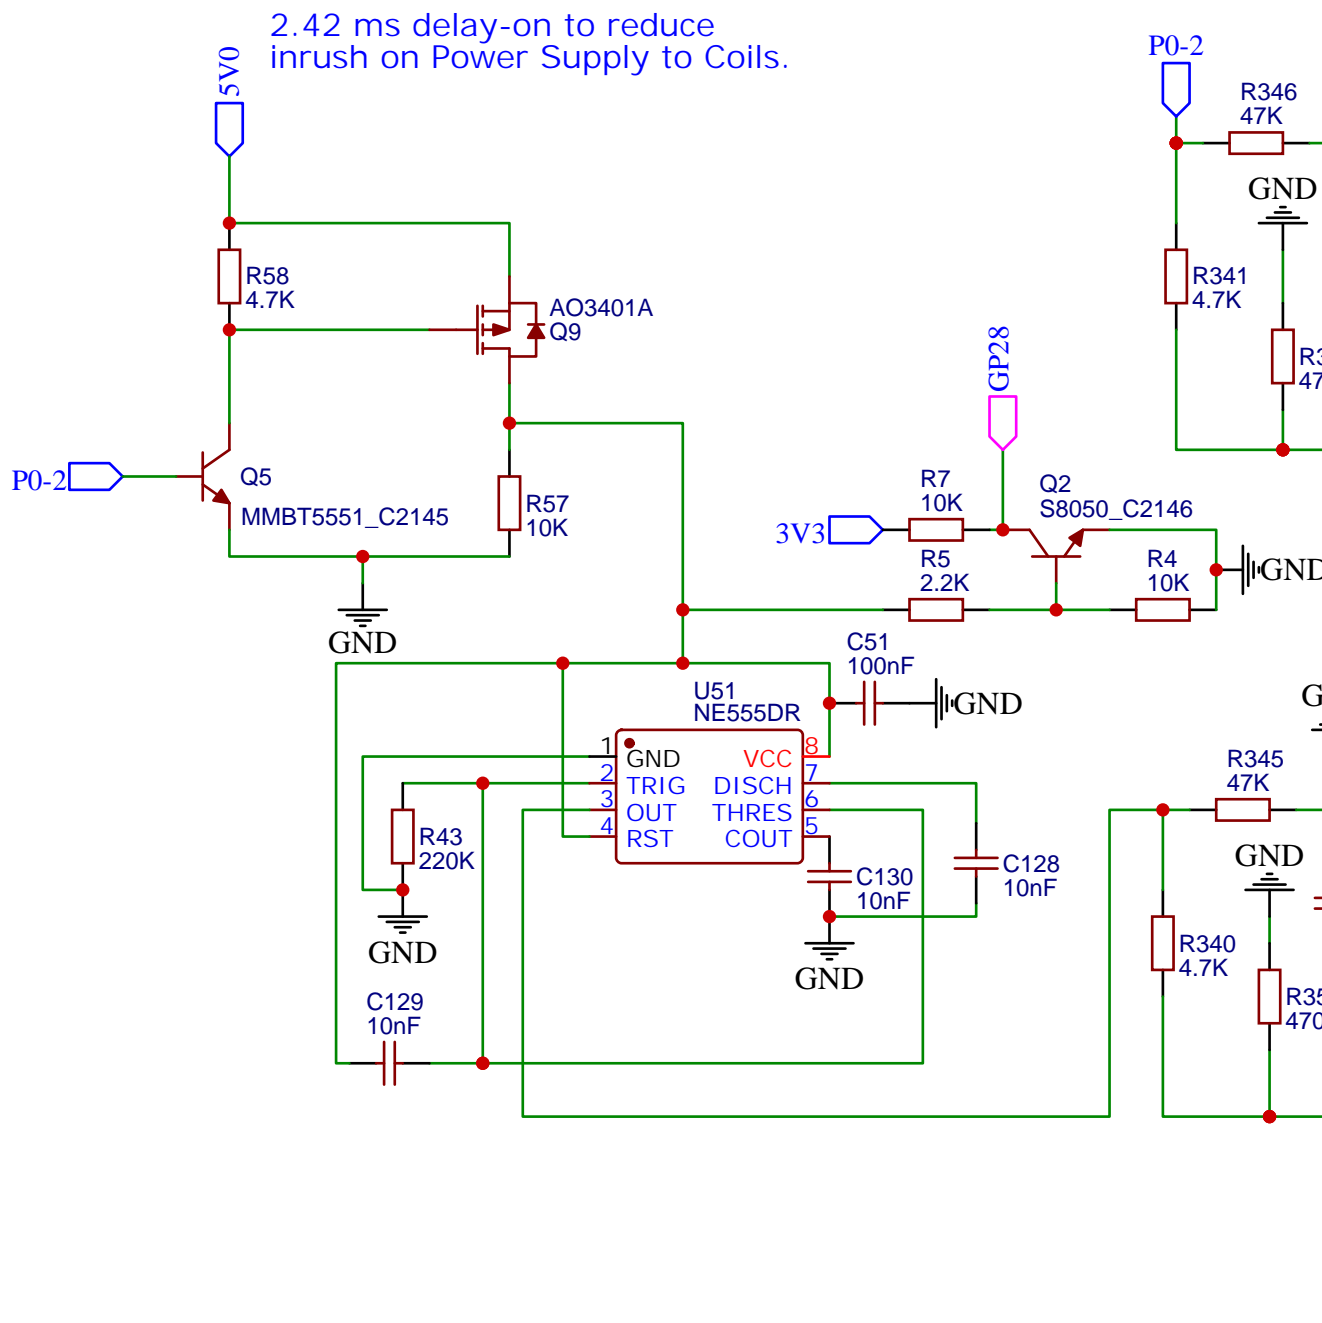 2.42 ms delay-on to reduce
inrush on Power Supply to Coils.
5V0
P0-2
R346
47K
GND
R58
4.7K
R341
4.7K
AO3401A
Q9
GP28
47
P0-2
Q5
MMBT5551_C2145
R57
10K
R7
10K
Q2
S8050_C2146
3V3
R5
2.2K
R4
10K
GND
GND
C51
100nF
GND
U51
NE555DR
1
GND
VCC
8
2
TRIG
DISCH
7
3
OUT
THRES
6
4
RST
COUT
5
R43
220K
C130
10nF
C128
10nF
R345
47K
GND
GND
GND
R340
4.7K
C129
10nF
470